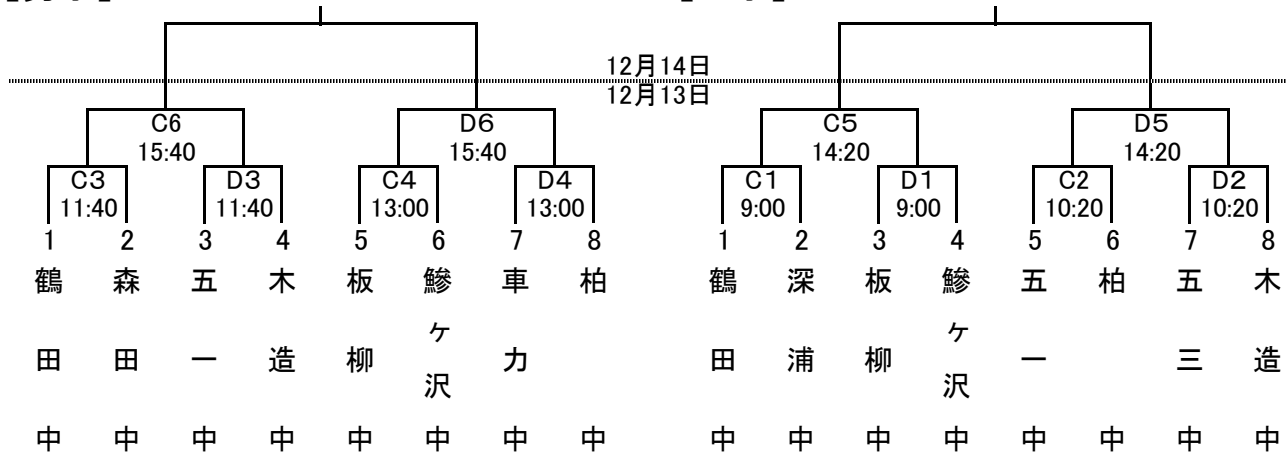 12月14日
12月13日
C6 D6 C5 D5
15:40 15:40 14:20 14:20
C3 D3 C4 D4 C1 D1 C2 D2
11:40 11:40 13:00 13:00 9:00 9:00 10:20 10:20
1 2 3 4 5 6 7 8 1 2 3 4 5 6 7 8
鶴田中
森田中
五一中
木造中
板柳中
鰺ヶ沢中
車力中
柏中
鶴田中
深浦中
板柳中
鰺ヶ沢中
五一中
柏中
五三中
木造中